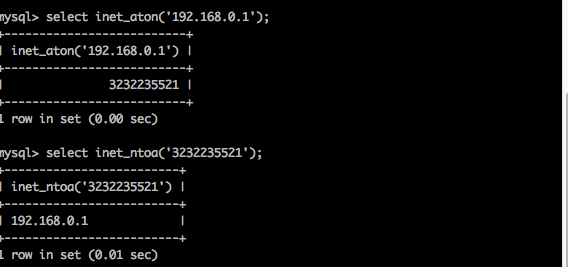 mysql> select inet_aton('192.168.0.1');
+--------------------------+
| inet_aton('192.168.0.1') |
+--------------------------+
|               3232235521 |
+--------------------------+
1 row in set (0.00 sec)
mysql> select inet_ntoa('3232235521');
+-------------------------+
| inet_ntoa('3232235521') |
+-------------------------+
| 192.168.0.1             |
+-------------------------+
1 row in set (0.01 sec)